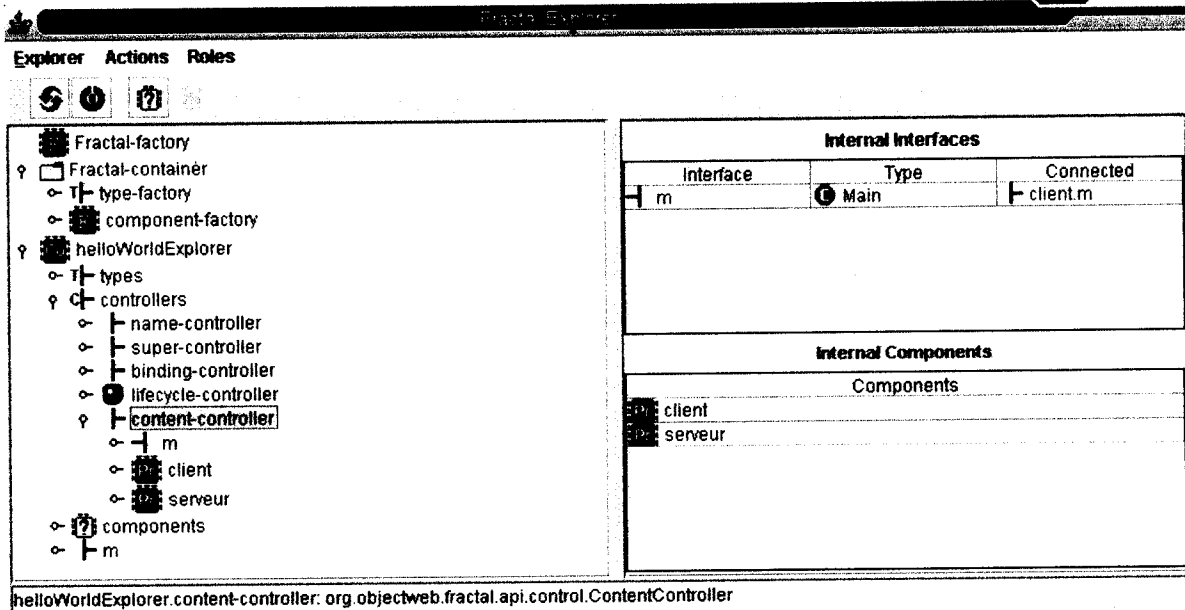 Fractal Explorer
Explorer Actions Roles
Fractal-factory
Fractal-container
T type-factory
component-factory
helloWorldExplorer
T types
C controllers
name-controller
super-controller
binding-controller
lifecycle-controller
content-controller
m
client
serveur
components
m
Internal Interfaces
Interface Type Connected
m Main client.m
Internal Components
Components
client
serveur
helloWorldExplorer.content-controller: org.objectweb.fractal.api.control.ContentController